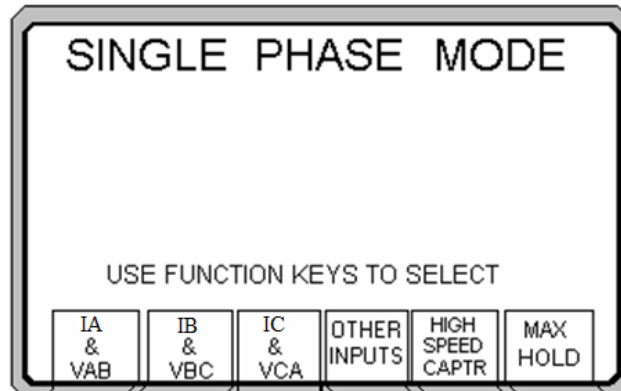 SINGLE PHASE MODE
USE FUNCTION KEYS TO SELECT
IA
&
VAB
IB
&
VBC
IC
&
VCA
OTHER
INPUTS
HIGH
SPEED
CAPTR
MAX
HOLD